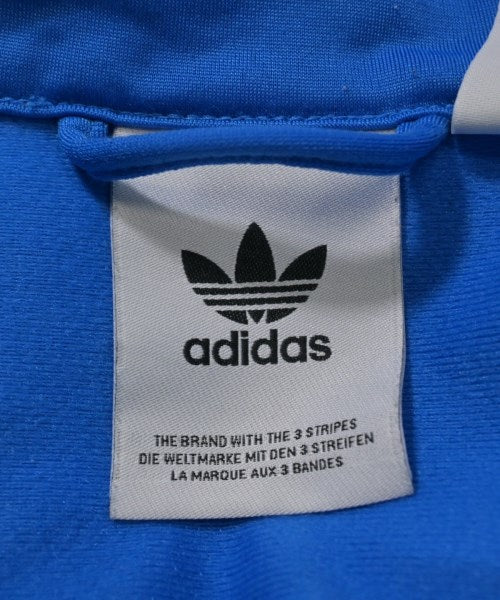 adidas
THE BRAND WITH THE 3 STRIPES
DIE WELTMARKE MIT DEN 3 STREIFEN
LA MARQUE AUX 3 BANDES